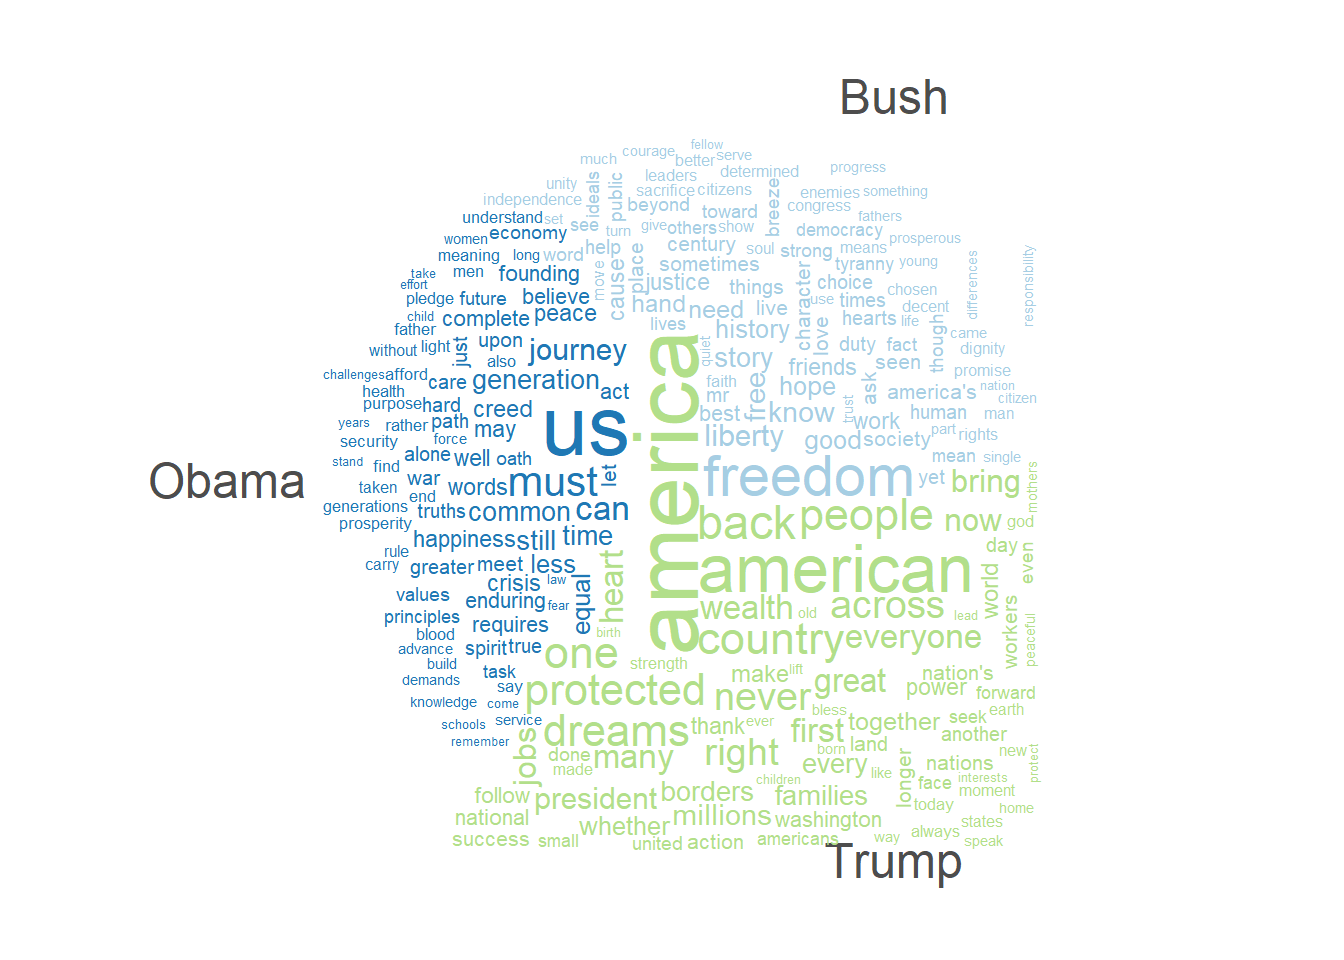 Bush
fellow
much
courage
better
serve
leaders
determined
progress
unity
ideals
public
sacrifice
citizens
breeze
enemies
something
independence
beyond
toward
congress
understand
set
see
turn
give
others
show
fathers
women
economy
democracy
prosperous
meaning
long
word
help
century
soul
strong
means
men
founding
move
cause
place
sometimes
tyranny
young
take
effort
justice
things
character
choice
chosen
differences
responsibility
pledge
future
believe
hand
need
live
use
times
decent
child
complete
peace
lives
history
love
hearts
life
father
though
came
without
light
just
upon
journey
also
quiet
story
duty
fact
dignity
friends
seen
promise
challenges
afford
care
generation
act
america
faith
free
hope
ask
america's
nation
health
mr
citizen
purpose
hard
creed
us
best
know
trust
work
human
man
years
rather
path
may
liberty
good
society
part
rights
security
force
alone
well
oath
mean
single
Obama
stand
find
war
let
freedom
yet
bring
mothers
taken
end
words
must
generations
truths
common
can
back
people
now
god
prosperity
happiness
still
time
day
even
rule
carry
greater
meet
less
heart
american
world
crisis
law
values
enduring
fear
equal
wealth
old
across
lead
workers
peaceful
principles
requires
birth
country
everyone
blood
advance
spirit
true
one
build
strength
make
lift
great
nation's
demands
task
say
protected
never
power
forward
knowledge
come
bless
earth
schools
service
dreams
thank
ever
first
together
seek
another
remember
jobs
done
many
right
born
land
new
protect
made
every
like
longer
nations
children
face
interests
moment
follow
president
borders
families
today
home
national
whether
millions
washington
states
success
small
united
action
americans
way
always
speak
Trump